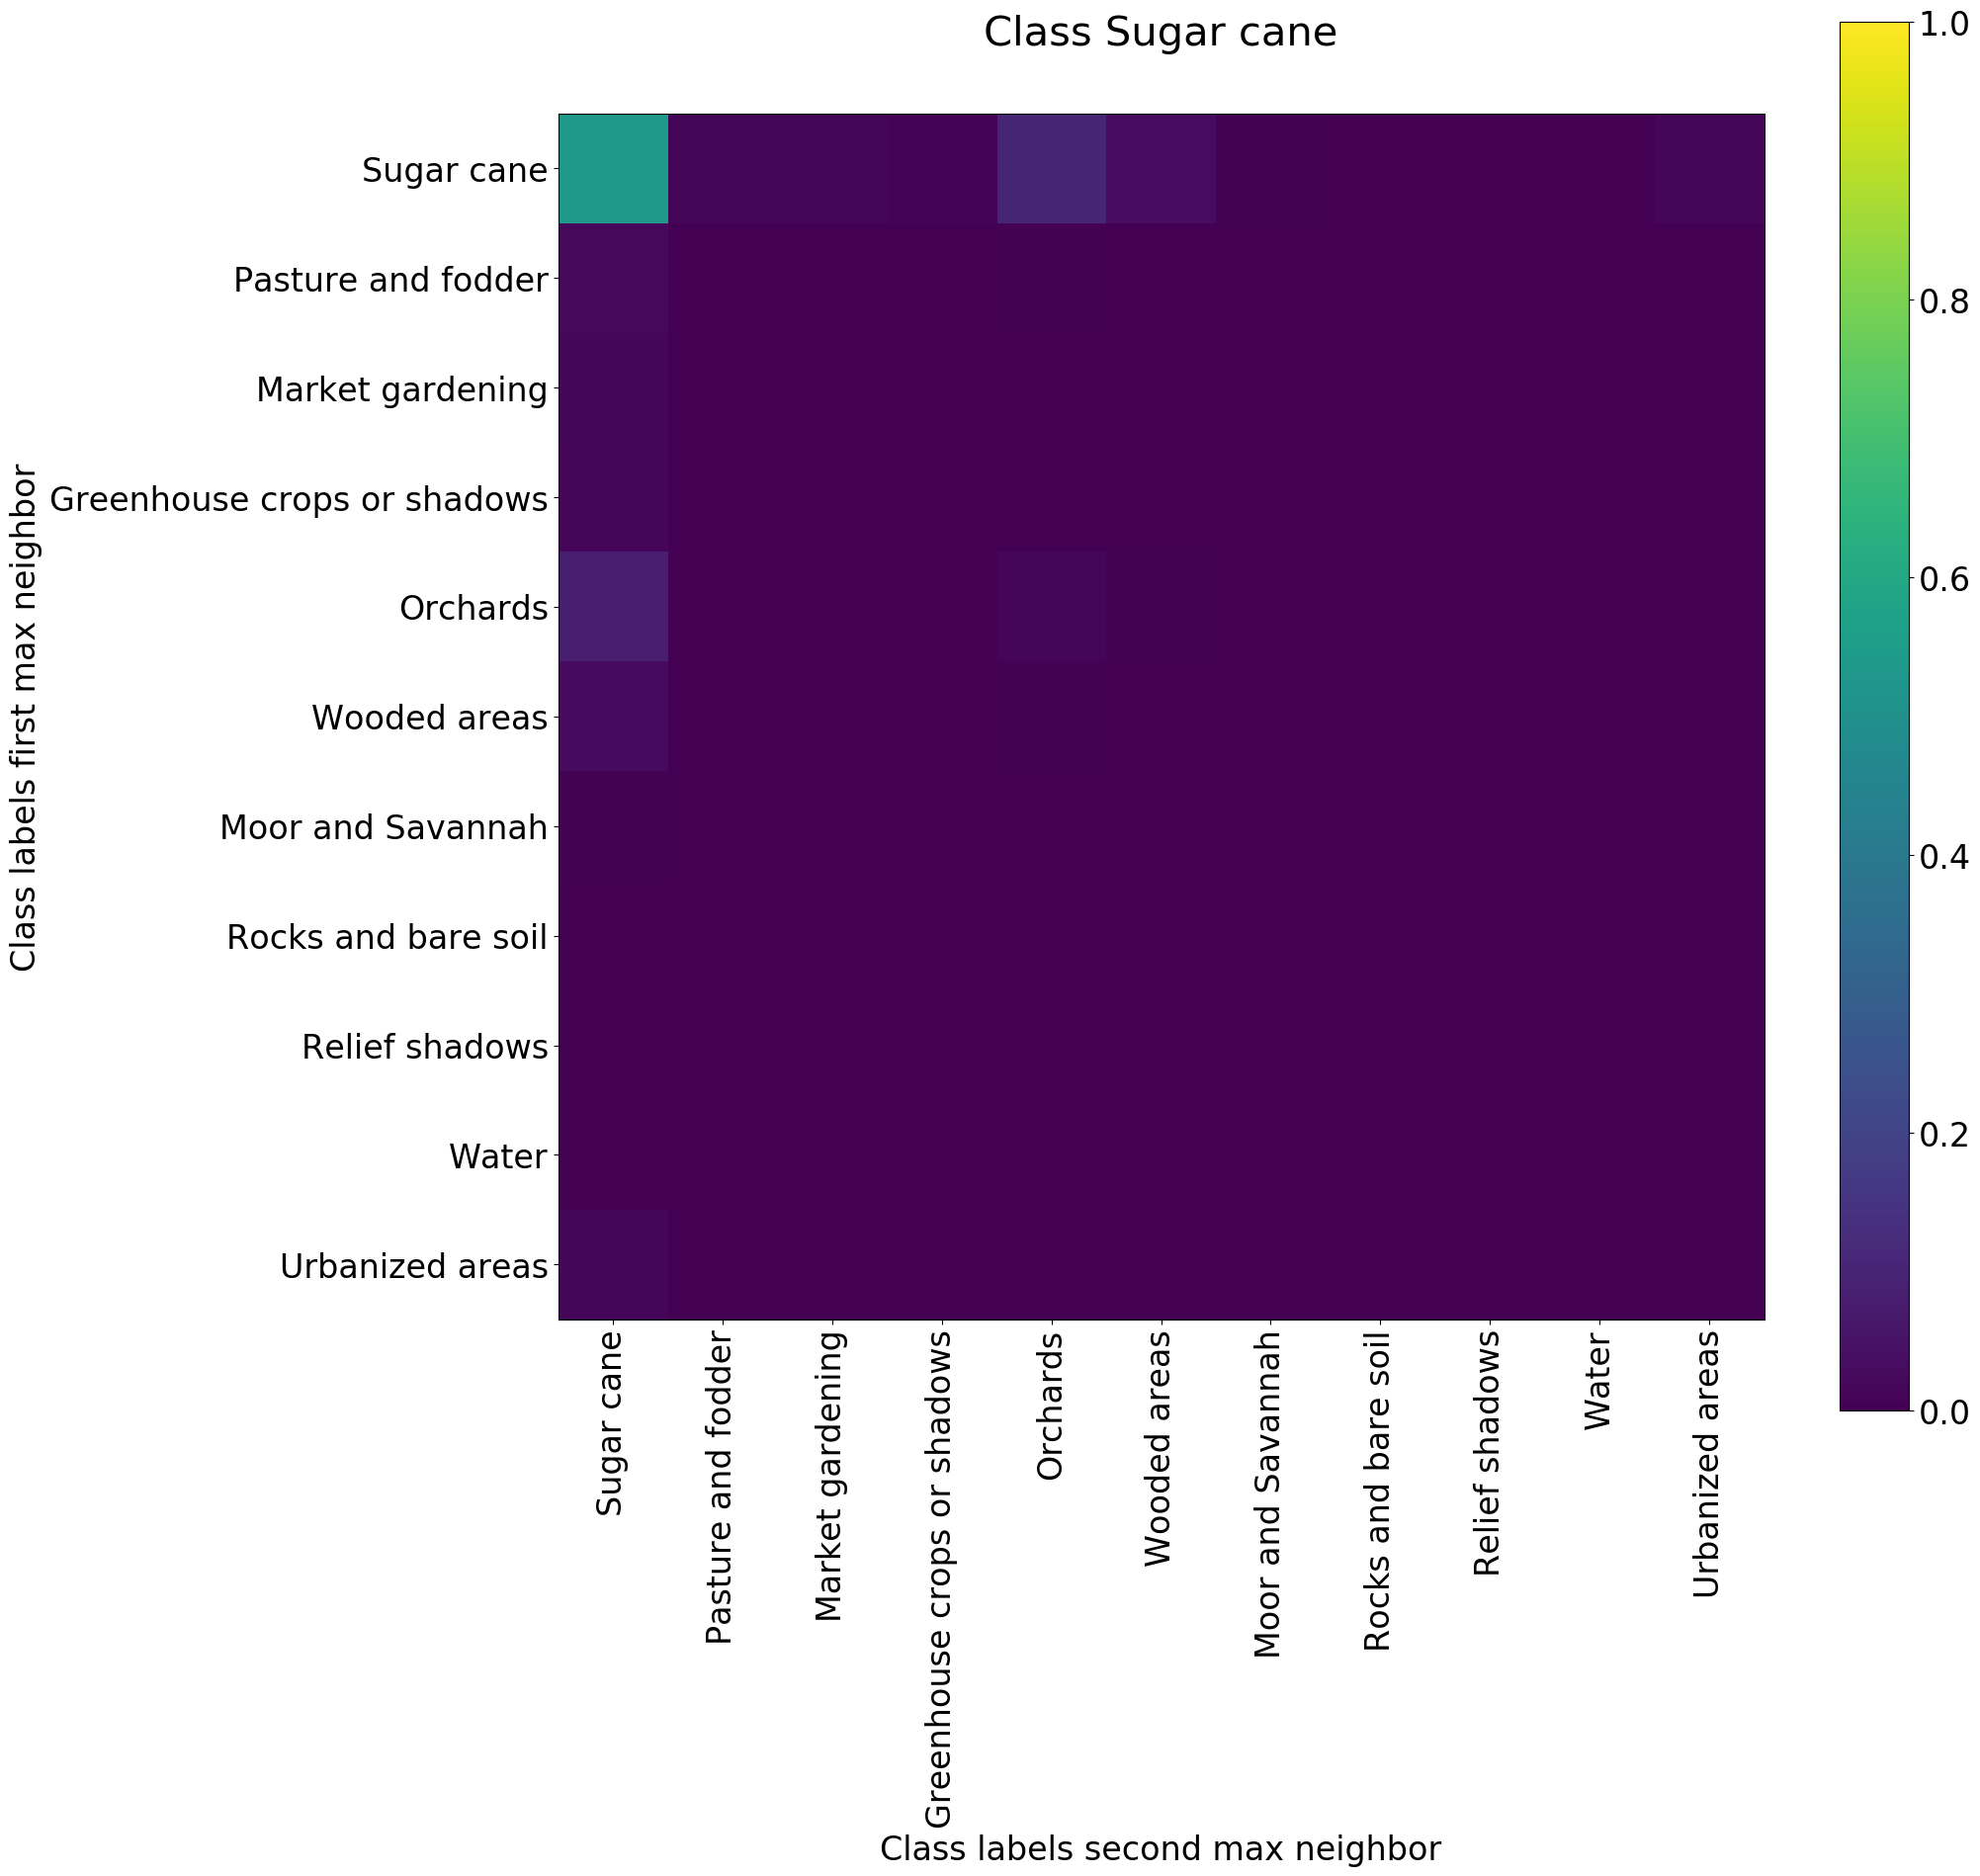 Class Sugar cane
Class labels first max neighbor
Sugar cane
Pasture and fodder
Market gardening
Greenhouse crops or shadows
Orchards
Wooded areas
Moor and Savannah
Rocks and bare soil
Relief shadows
Water
Urbanized areas
Sugar cane
Pasture and fodder
Market gardening
Greenhouse crops or shadows
Orchards
Wooded areas
Moor and Savannah
Rocks and bare soil
Relief shadows
Water
Urbanized areas
Class labels second max neighbor
1.0
0.8
0.6
0.4
0.2
0.0